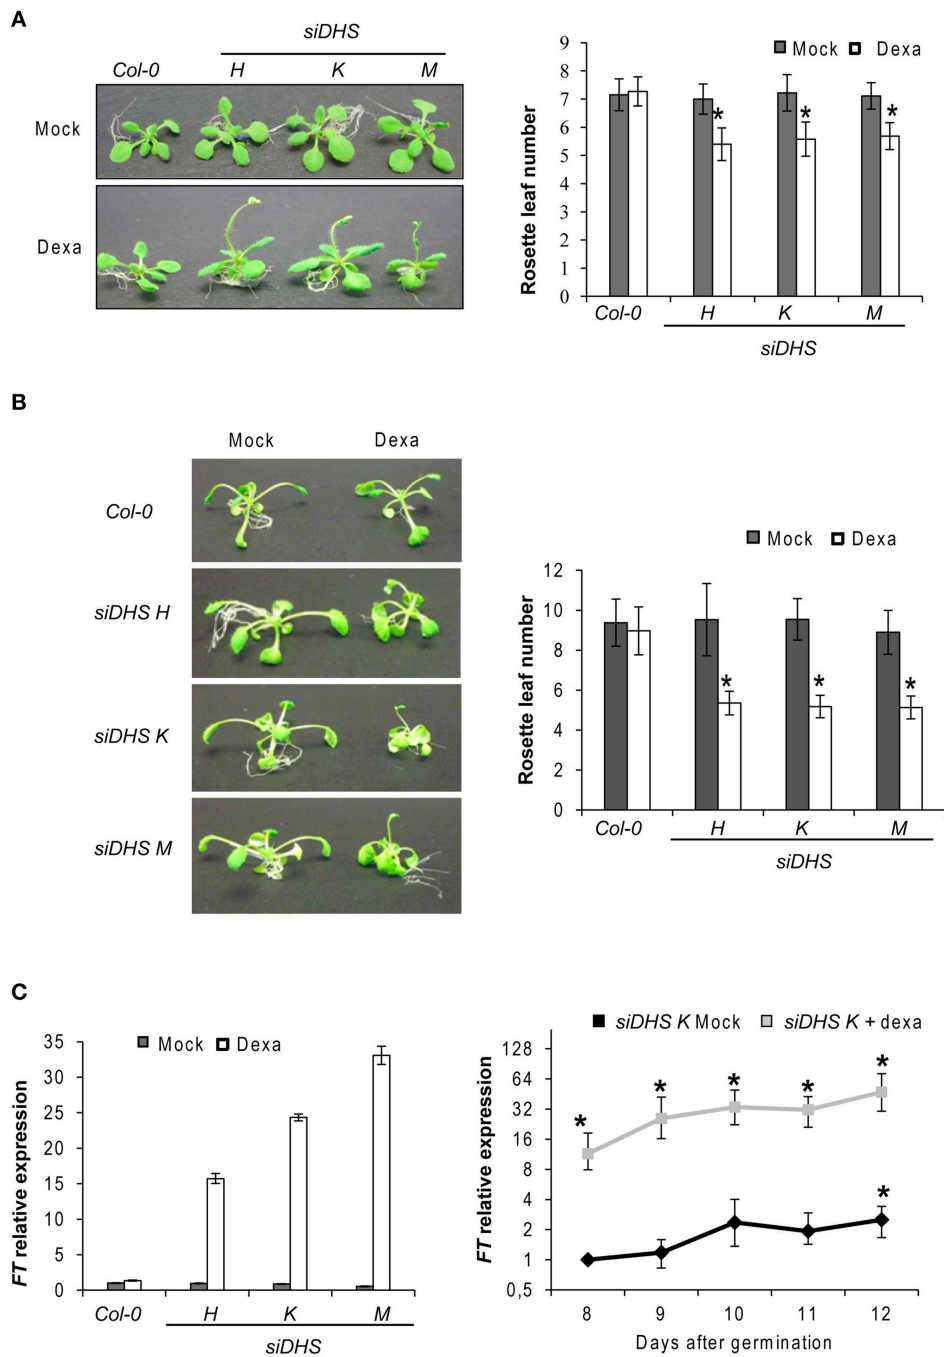 A
siDHS
Col-0 H K M
Mock
Dexa
Mock Dexa
Rosette leaf number
9
8
7
6
5
4
3
2
1
0
* * *
Col-0 H K M
siDHS
B
Mock Dexa
Col-0
siDHS H
siDHS K
siDHS M
Mock Dexa
Rosette leaf number
12
10
8
6
4
2
0
* * *
Col-0 H K M
siDHS
C
Mock Dexa
FT relative expression
35
30
25
20
15
10
5
0
Col-0 H K M
siDHS
siDHS K Mock siDHS K + dexa
FT relative expression
128
64
32
16
8
4
2
1
0,5
* * * * *
*
8 9 10 11 12
Days after germination